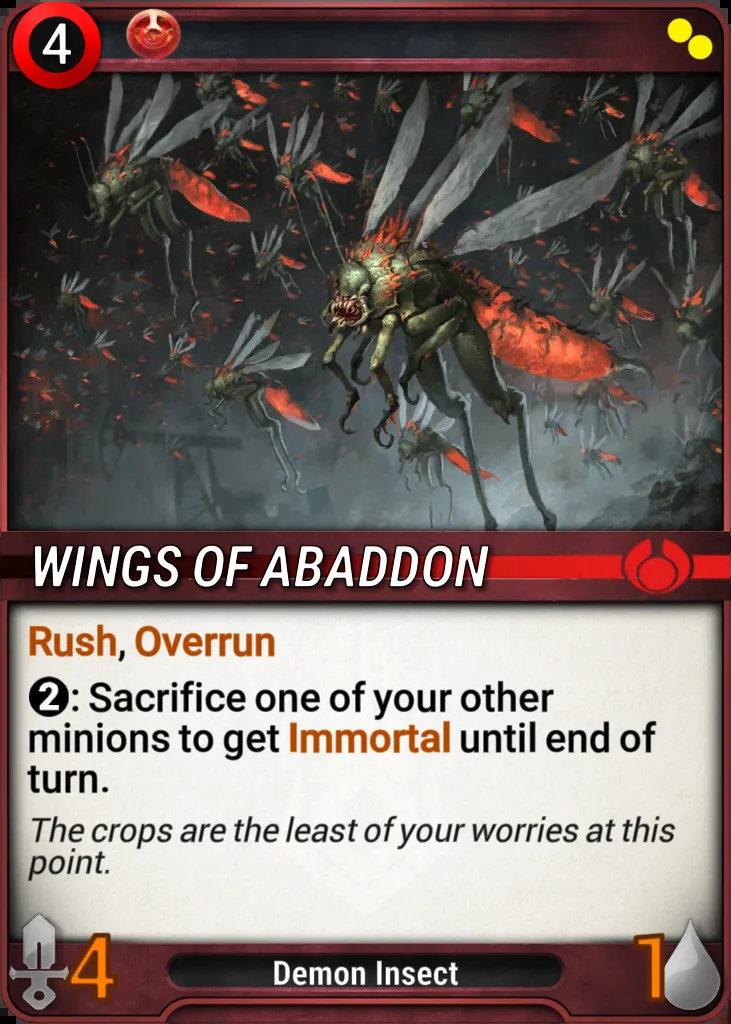 4
WINGS OF ABADDON
Rush, Overrun
2: Sacrifice one of your other
minions to get Immortal until end of
turn.
The crops are the least of your worries at this
point.
4
Demon Insect
1